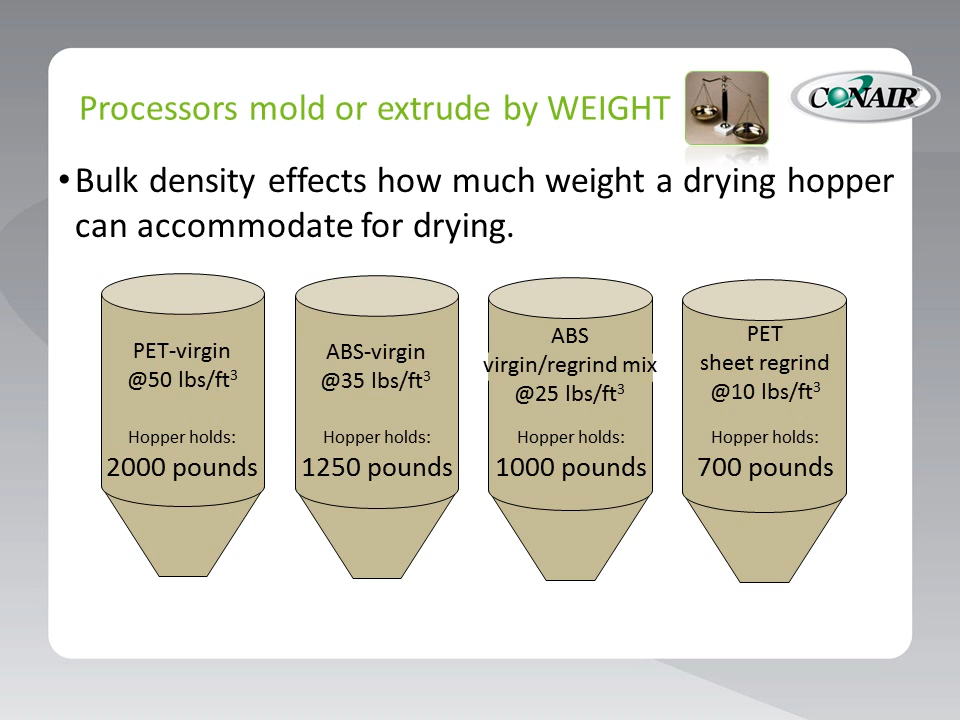 Processors mold or extrude by WEIGHT
CONAIR
• Bulk density effects how much weight a drying hopper
can accommodate for drying.
PET-virgin
@50 lbs/ft³
Hopper holds:
2000 pounds
ABS-virgin
@35 lbs/ft³
Hopper holds:
1250 pounds
ABS
virgin/regrind mix
@25 lbs/ft³
Hopper holds:
1000 pounds
PET
sheet regrind
@10 lbs/ft³
Hopper holds:
700 pounds